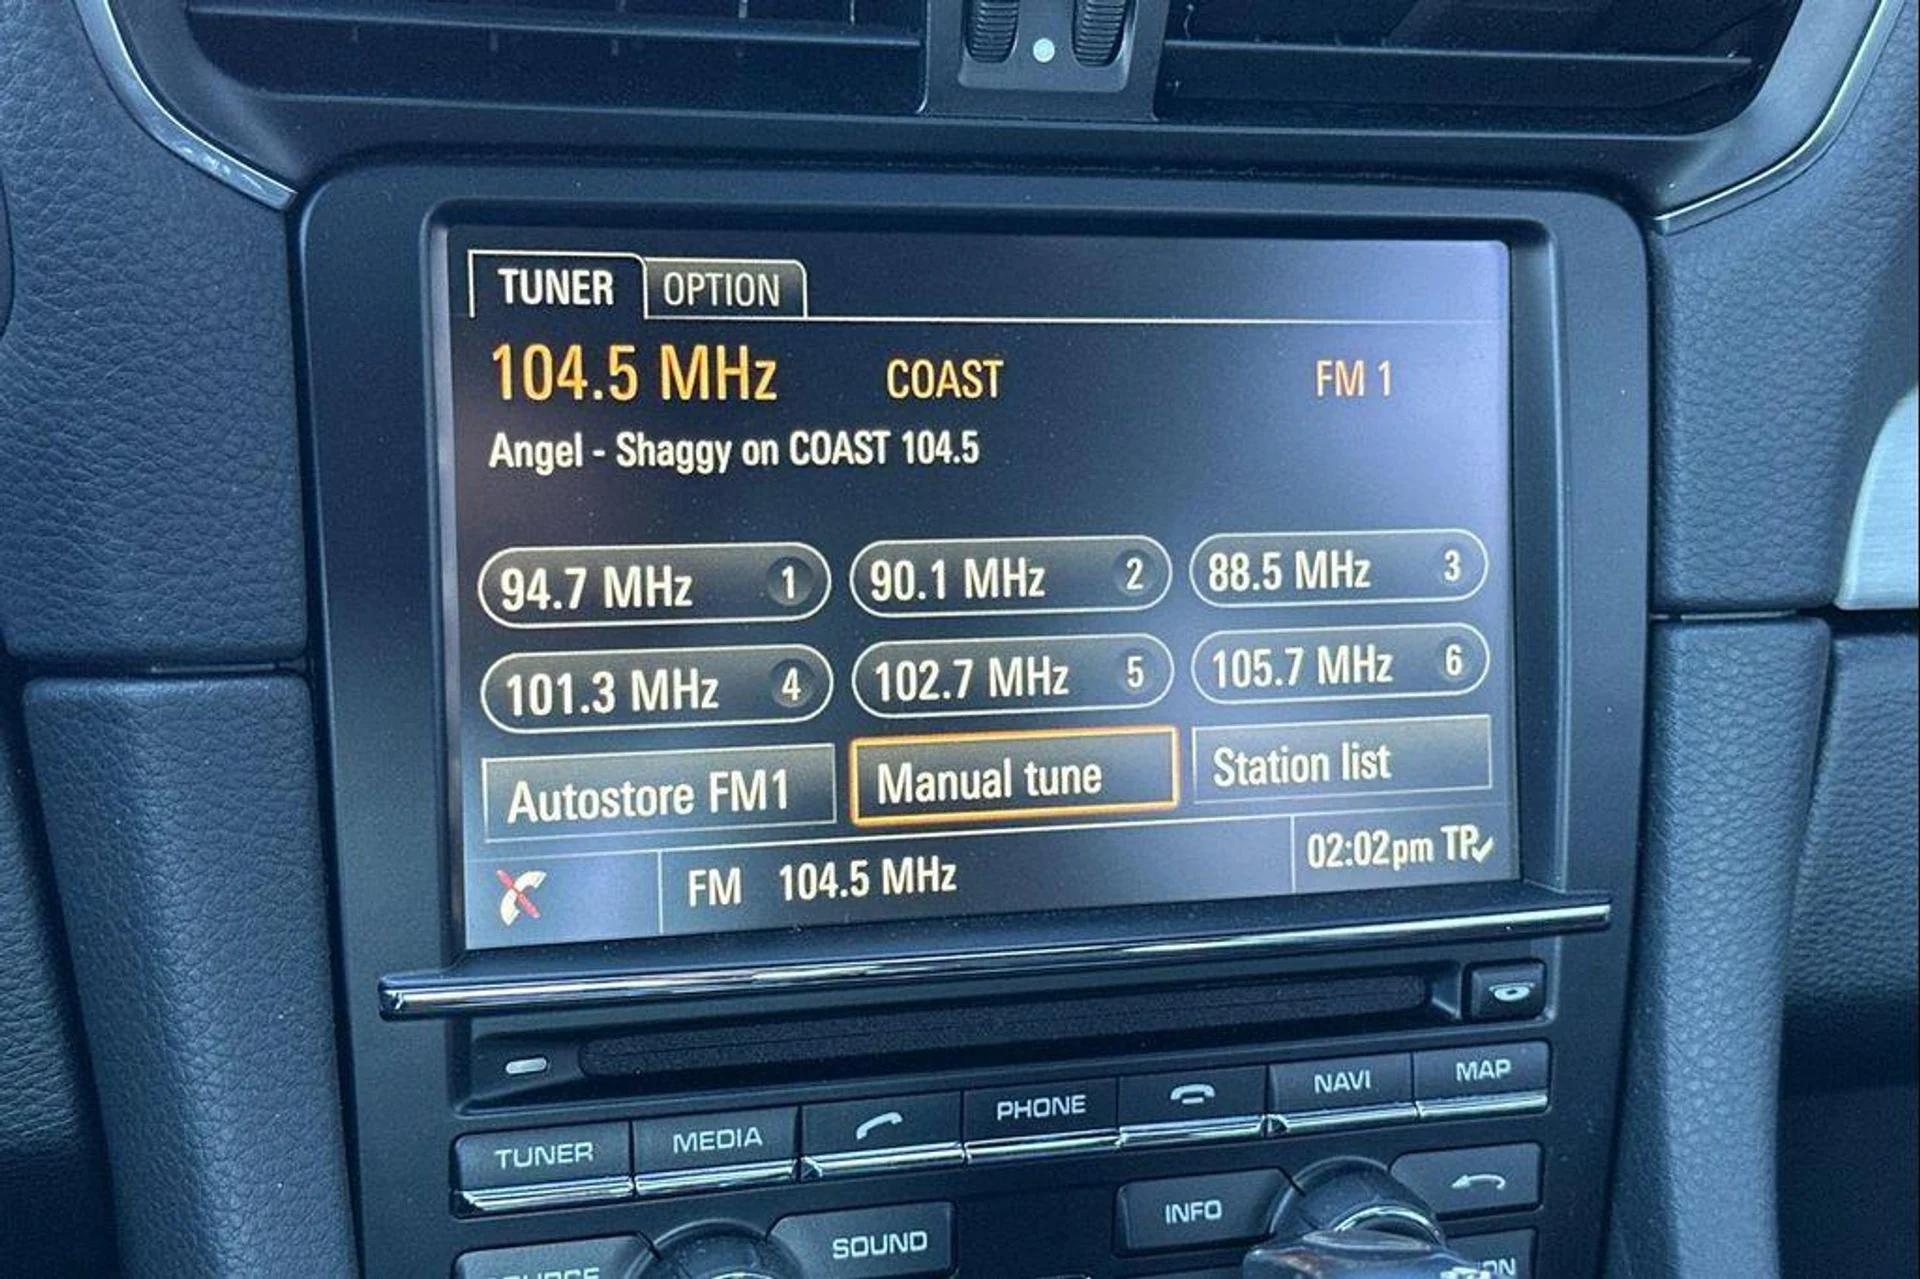 TUNER OPTION
104.5 MHz COAST FM 1
Angel - Shaggy on COAST 104.5
94.7 MHz 1 90.1 MHz 2 88.5 MHz 3
101.3 MHz 4 102.7 MHz 5 105.7 MHz 6
Autostore FM1 Manual tune Station list
FM 104.5 MHz 02:02pm TP
TUNER MEDIA PHONE NAVI MAP
INFO
SOUND